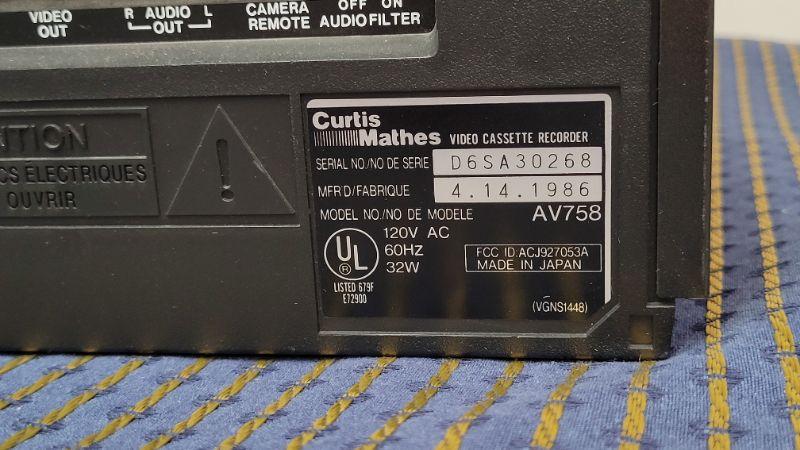 VIDEO OUT
R AUDIO L OUT
CAMERA REMOTE
OFF ON
AUDIO FILTER
ELECTRIQUES
OUVRIR
!
Curtis
Mathes VIDEO CASSETTE RECORDER
SERIAL NO./NO DE SERIE D6SA30268
MFR'D/FABRIQUE 4.14.1986
MODEL NO./NO DE MODELE AV758
UL
®
LISTED 679F
E72900
120V AC
60HZ
32W
FCC ID:ACJ927053A
MADE IN JAPAN
(VGNS1448)